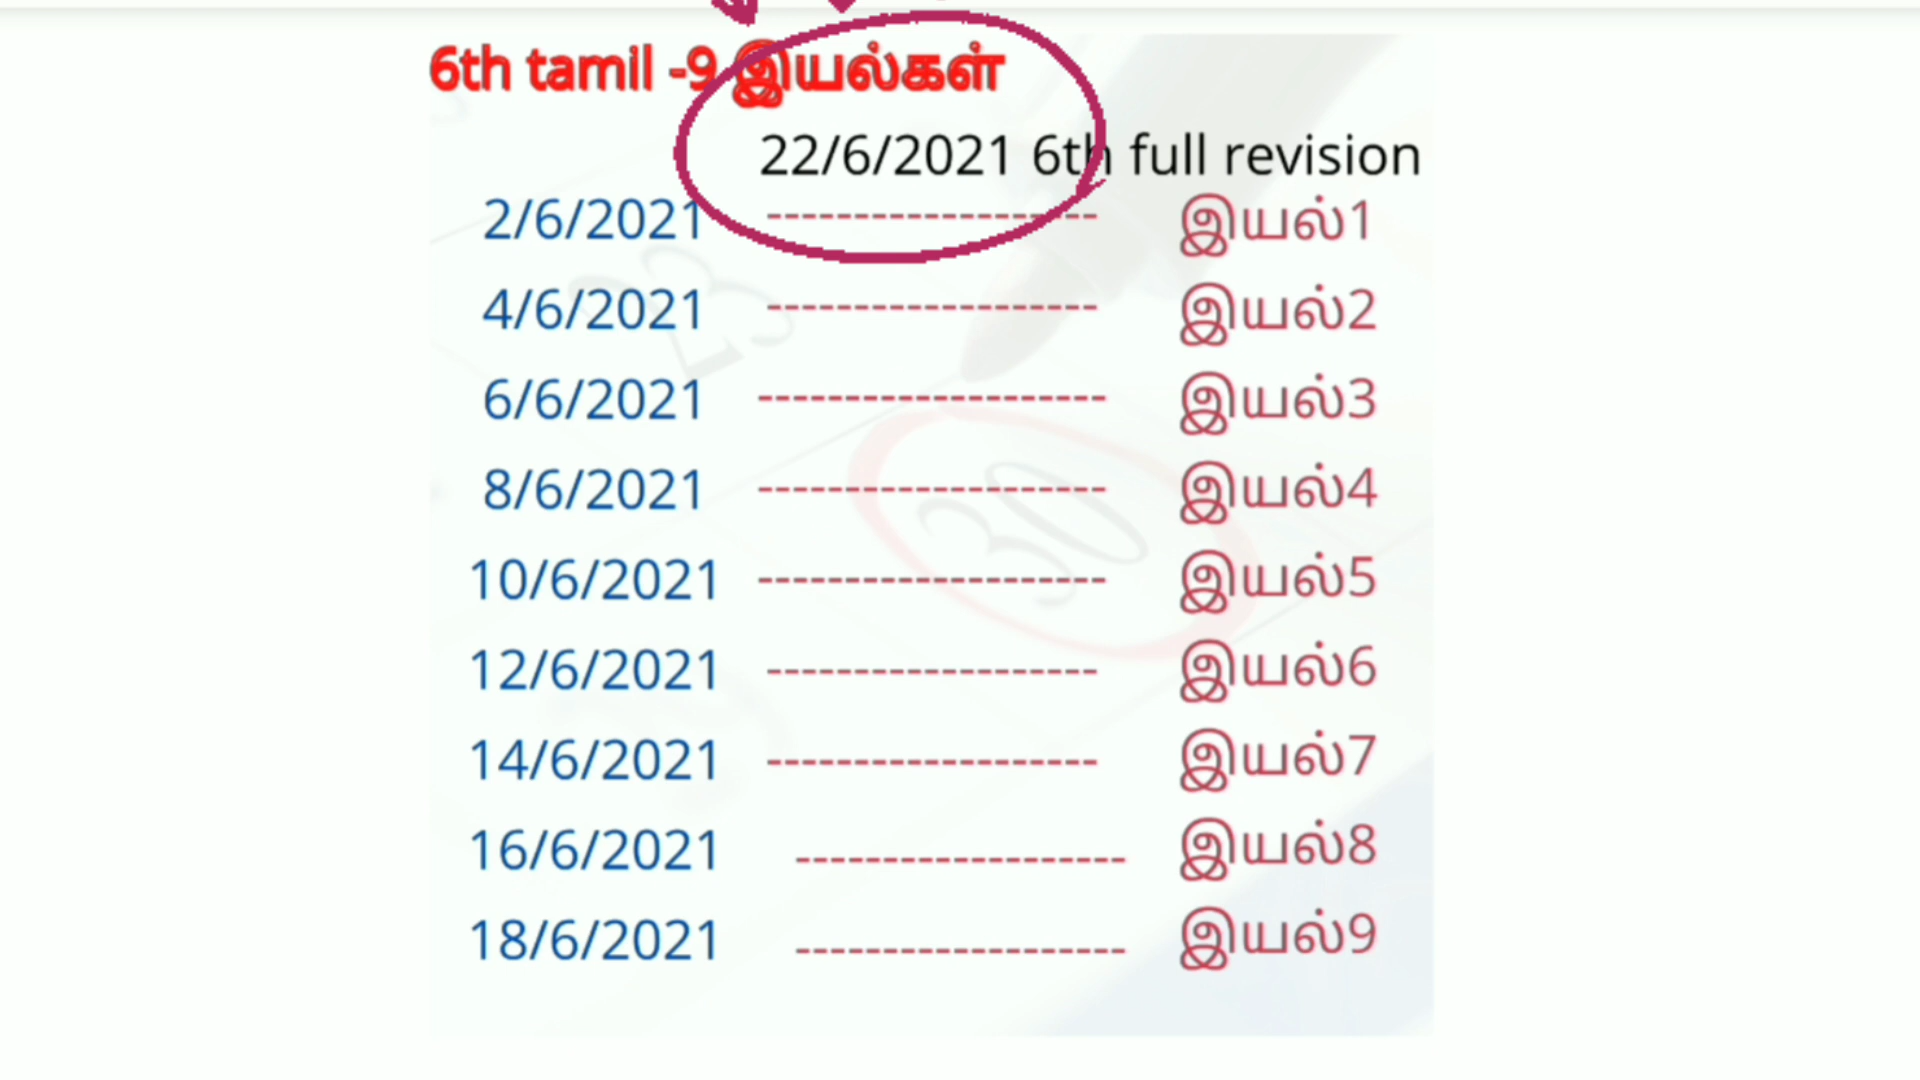 6th tamil -9 இயல்கள்
22/6/2021 6th full revision
2/6/2021 ------------------- இயல்1
4/6/2021 ------------------- இயல்2
6/6/2021 -------------------- இயல்3
8/6/2021 -------------------- இயல்4
10/6/2021 -------------------- இயல்5
12/6/2021 ------------------- இயல்6
14/6/2021 ------------------- இயல்7
16/6/2021 ------------------- இயல்8
18/6/2021 ------------------- இயல்9
23
30